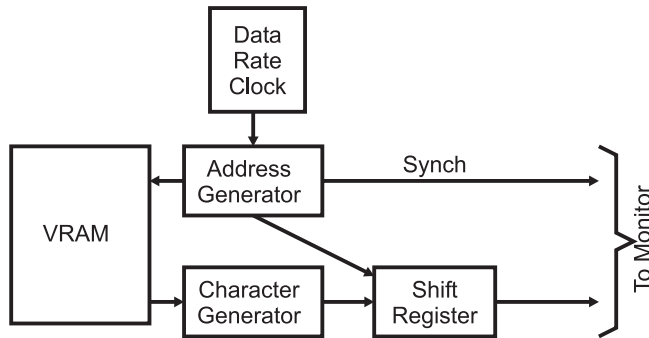 Data
Rate
Clock
Address
Generator
Synch
VRAM
To Monitor
Character
Generator
Shift
Register